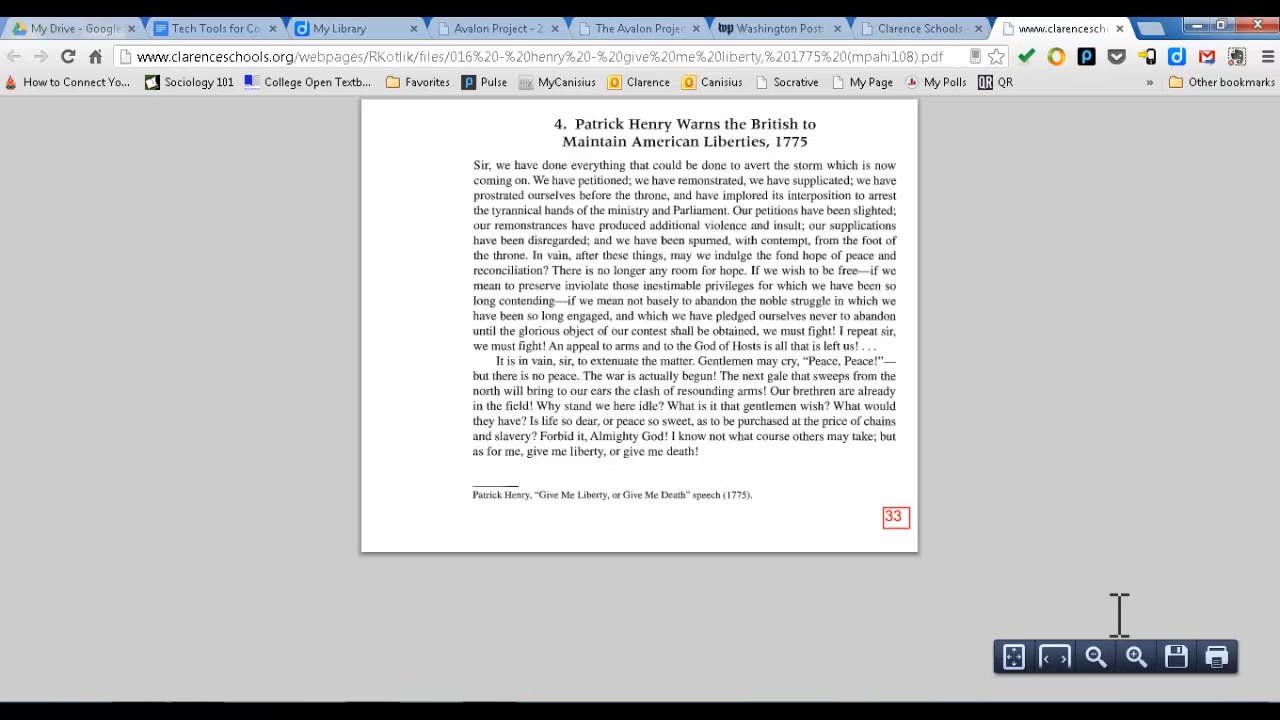 My Drive - Google
Tech Tools for Co
My Library
Avalon Project - 
The Avalon Projec
wp Washington Post
Clarence Schools
www.clarencesch
www.clarenceschools.org/webpages/RKotlik/files/016%20-%20henry%20-%20give%20me%20liberty,%201775%20(mpahi108).pdf
How to Connect Yo...
Sociology 101
College Open Textb...
Favorites
Pulse
MyCanisius
Clarence
Canisius
Socrative
My Page
My Polls
QR QR
»
Other bookmarks
4. Patrick Henry Warns the British to
Maintain American Liberties, 1775
Sir, we have done everything that could be done to avert the storm which is now
coming on. We have petitioned; we have remonstrated, we have supplicated; we have
prostrated ourselves before the throne, and have implored its interposition to arrest
the tyrannical hands of the ministry and Parliament. Our petitions have been slighted;
our remonstrances have produced additional violence and insult; our supplications
have been disregarded; and we have been spurned, with contempt, from the foot of
the throne. In vain, after these things, may we indulge the fond hope of peace and
reconciliation? There is no longer any room for hope. If we wish to be free—if we
mean to preserve inviolate those inestimable privileges for which we have been so
long contending—if we mean not basely to abandon the noble struggle in which we
have been so long engaged, and which we have pledged ourselves never to abandon
until the glorious object of our contest shall be obtained, we must fight! I repeat sir,
we must fight! An appeal to arms and to the God of Hosts is all that is left us! . . .
It is in vain, sir, to extenuate the matter. Gentlemen may cry, “Peace, Peace!”—
but there is no peace. The war is actually begun! The next gale that sweeps from the
north will bring to our ears the clash of resounding arms! Our brethren are already
in the field! Why stand we here idle? What is it that gentlemen wish? What would
they have? Is life so dear, or peace so sweet, as to be purchased at the price of chains
and slavery? Forbid it, Almighty God! I know not what course others may take; but
as for me, give me liberty, or give me death!
Patrick Henry, “Give Me Liberty, or Give Me Death” speech (1775).
33